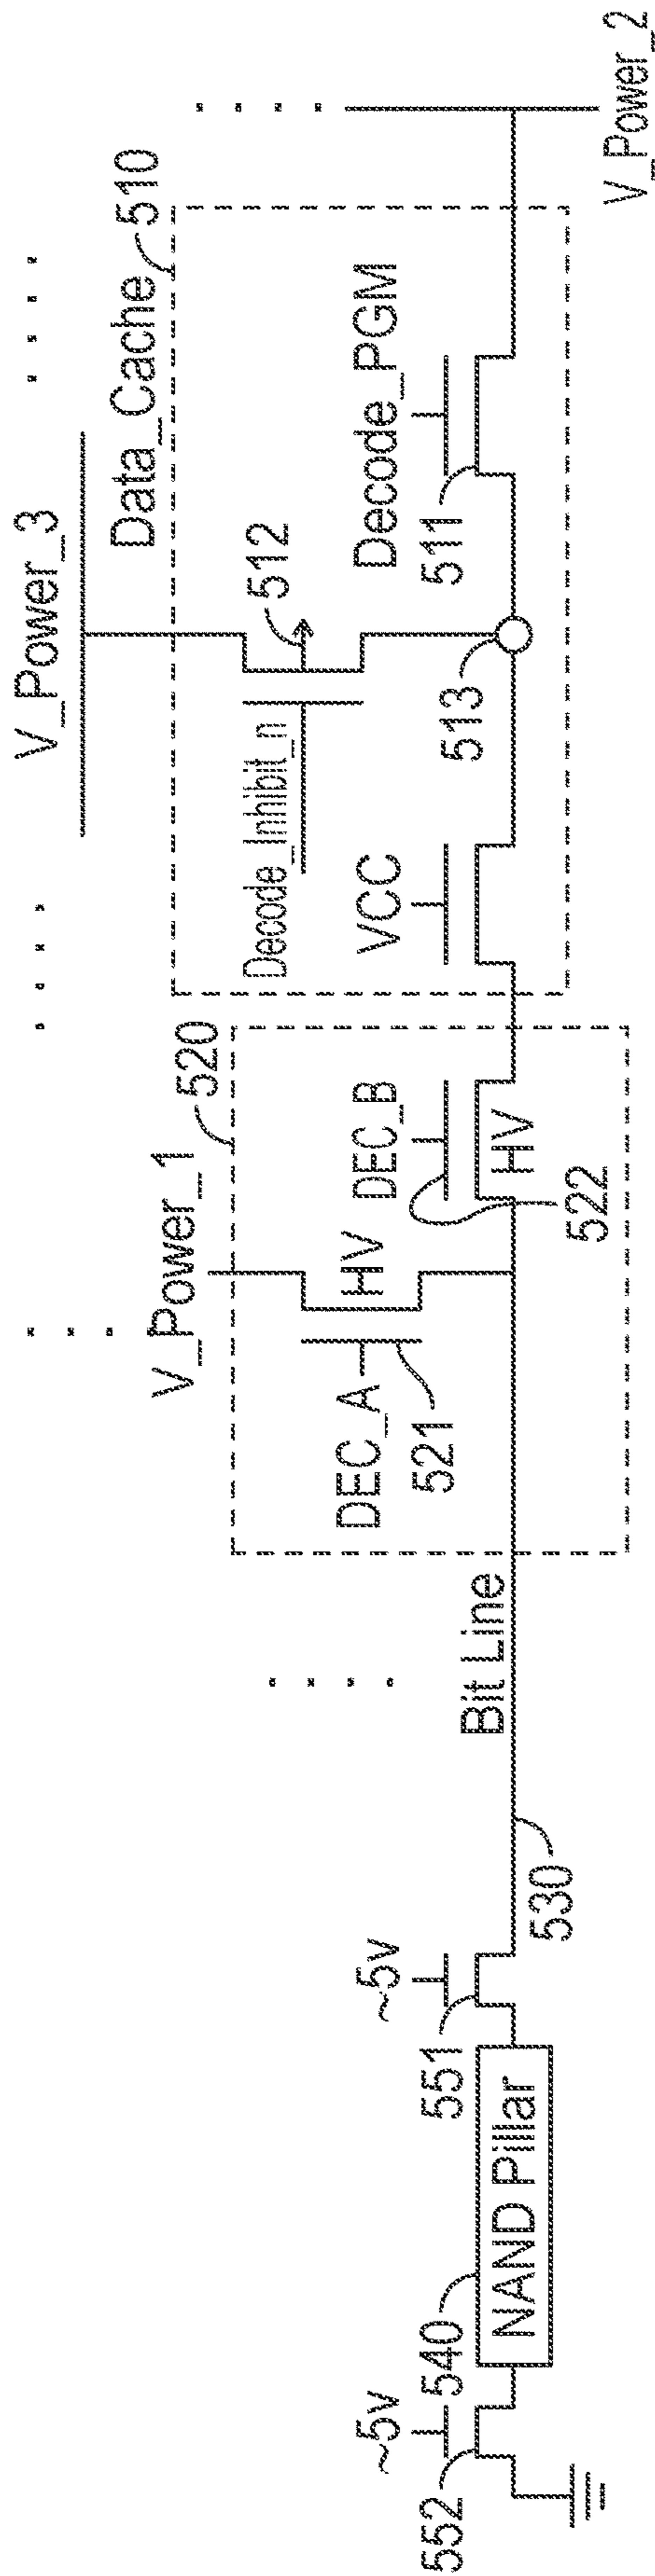 ~5v
552
540
NAND Pillar
~5v
551
530
Bit Line
V_Power_1
520
DEC_A
521
HV
DEC_B
HV
522
V_Power_3
Data_Cache
510
Decode_Inhibit_n
512
VCC
513
Decode_PGM
511
V_Power_2